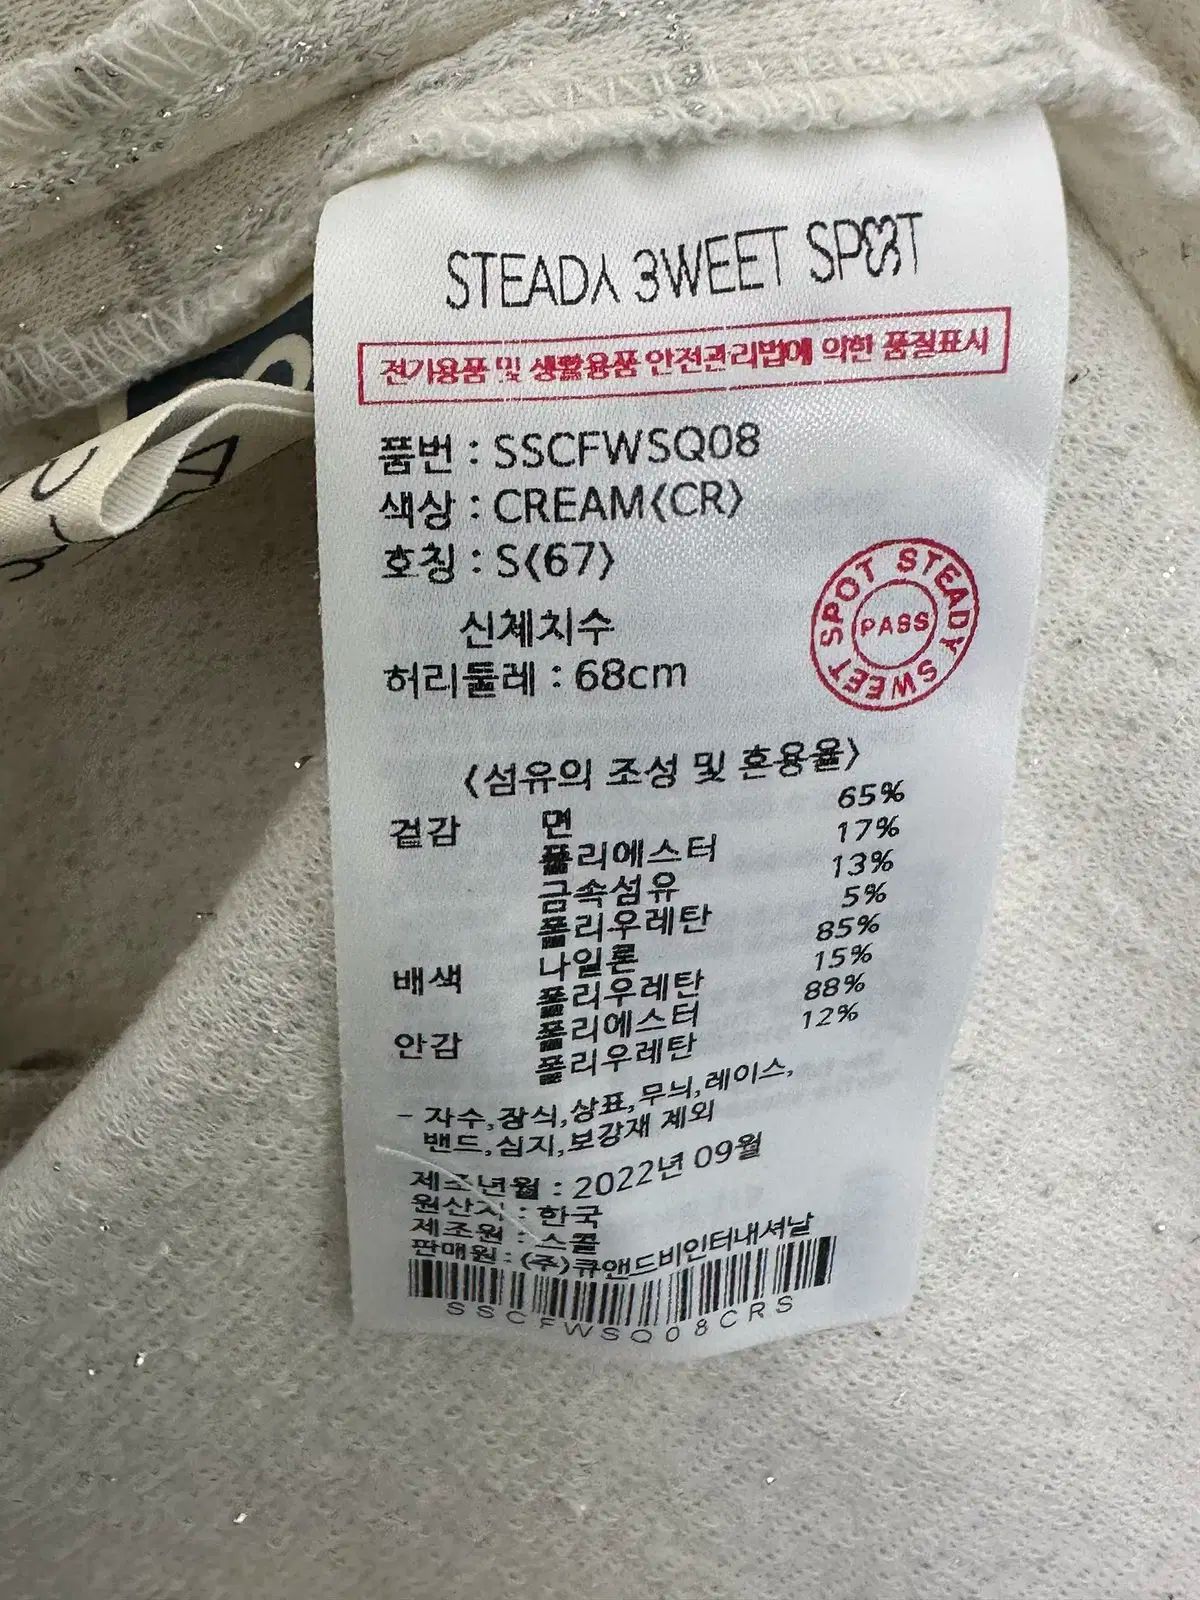 STEADY SWEET SPOT
전기용품 및 생활용품 안전관리법에 의한 품질표시
품번 : SSCFWSQ08
색상 : CREAM(CR)
호칭 : S(67)
신체치수
허리둘레 : 68cm
SPOT STEADY SWEET
PASS
<섬유의 조성 및 혼용율>
겉감 면 65%
폴리에스터 17%
금속섬유 13%
폴리우레탄 5%
배색 나일론 85%
폴리우레탄 15%
안감 폴리에스터 88%
폴리우레탄 12%
- 자수,장식,상표,무늬,레이스,
밴드,심지,보강재 제외
제조년월 : 2022년 09월
원산지 : 한국
제조원 : 스꼴
판매원 : (주)큐앤드비인터내셔날
SSCFWSQ08CRS